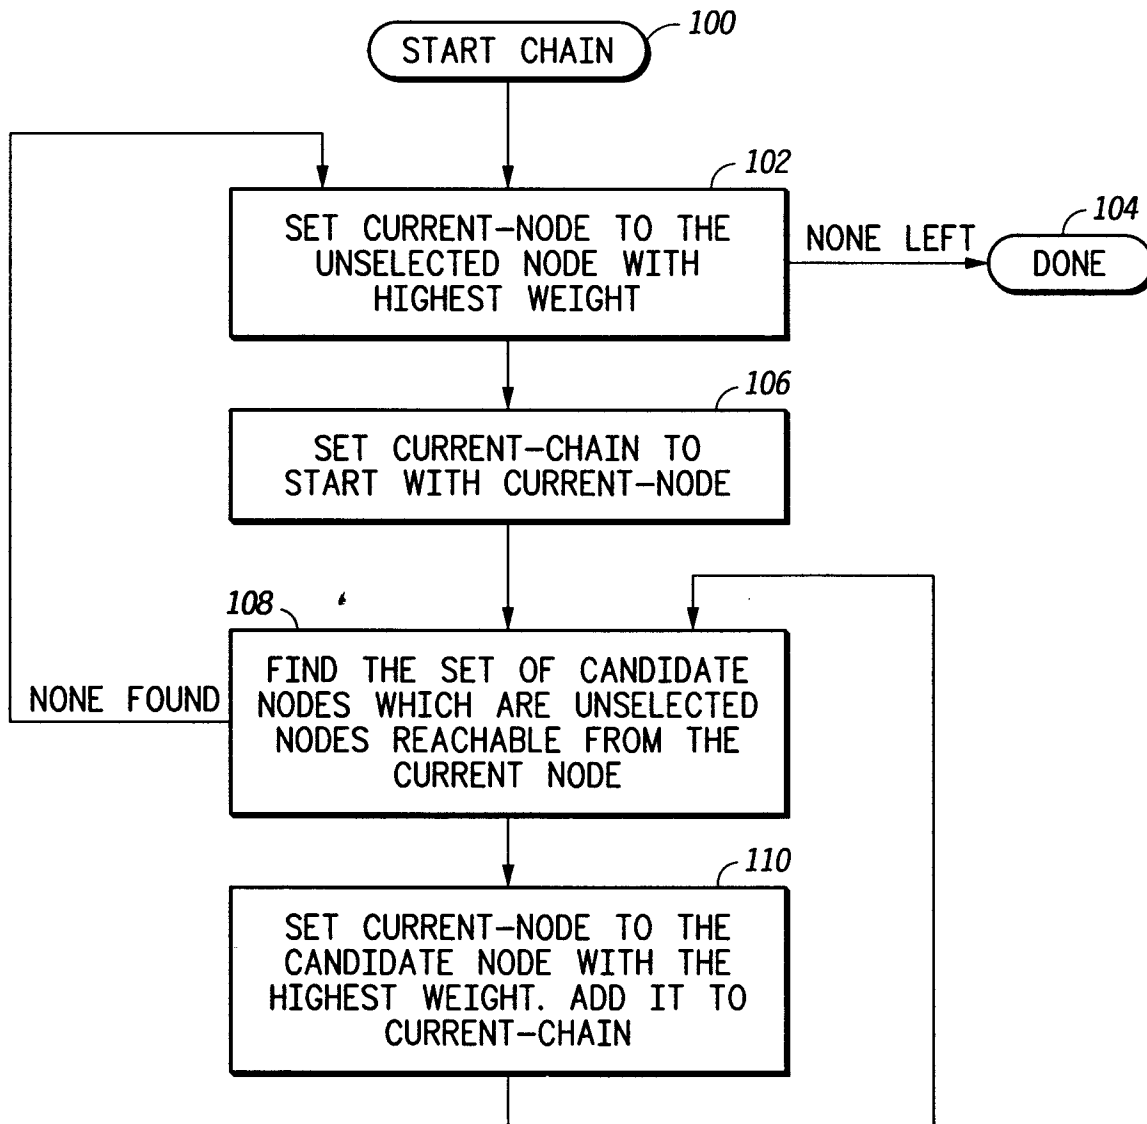 100
START CHAIN
102
SET CURRENT-NODE TO THE
UNSELECTED NODE WITH
HIGHEST WEIGHT
NONE LEFT
104
DONE
106
SET CURRENT-CHAIN TO
START WITH CURRENT-NODE
108
FIND THE SET OF CANDIDATE
NODES WHICH ARE UNSELECTED
NODES REACHABLE FROM THE
CURRENT NODE
NONE FOUND
110
SET CURRENT-NODE TO THE
CANDIDATE NODE WITH THE
HIGHEST WEIGHT. ADD IT TO
CURRENT-CHAIN